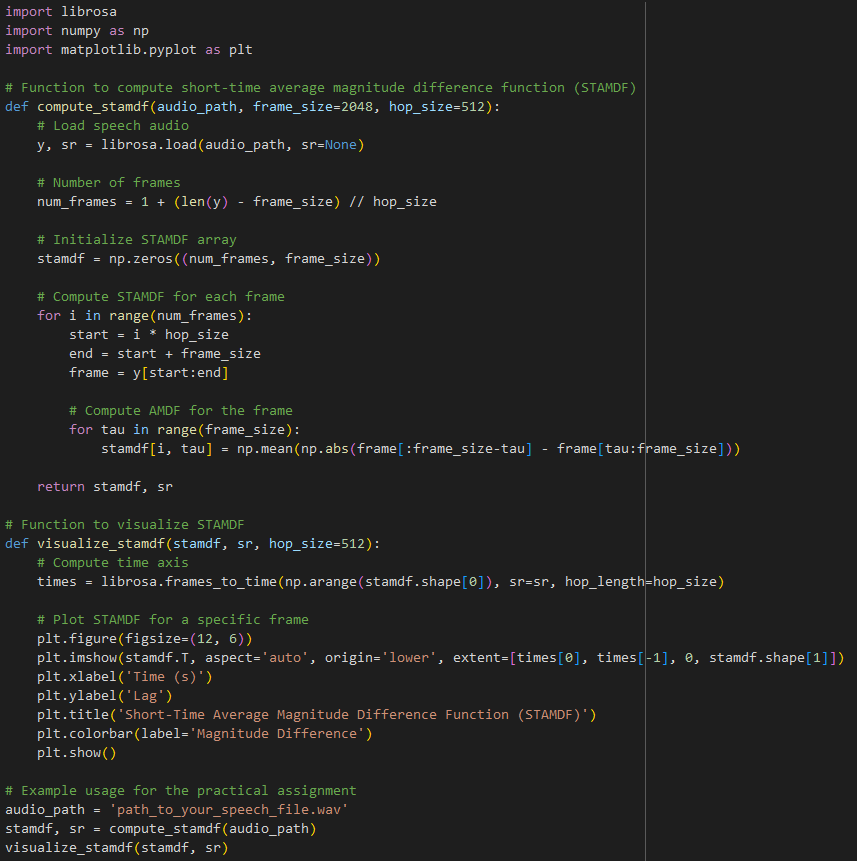 import librosa
import numpy as np
import matplotlib.pyplot as plt

# Function to compute short-time average magnitude difference function (STAMDF)
def compute_stamdf(audio_path, frame_size=2048, hop_size=512):
    # Load speech audio
    y, sr = librosa.load(audio_path, sr=None)

    # Number of frames
    num_frames = 1 + (len(y) - frame_size) // hop_size

    # Initialize STAMDF array
    stamdf = np.zeros((num_frames, frame_size))

    # Compute STAMDF for each frame
    for i in range(num_frames):
        start = i * hop_size
        end = start + frame_size
        frame = y[start:end]

        # Compute AMDF for the frame
        for tau in range(frame_size):
            stamdf[i, tau] = np.mean(np.abs(frame[:frame_size-tau] - frame[tau:frame_size]))

    return stamdf, sr

# Function to visualize STAMDF
def visualize_stamdf(stamdf, sr, hop_size=512):
    # Compute time axis
    times = librosa.frames_to_time(np.arange(stamdf.shape[0]), sr=sr, hop_length=hop_size)

    # Plot STAMDF for a specific frame
    plt.figure(figsize=(12, 6))
    plt.imshow(stamdf.T, aspect='auto', origin='lower', extent=[times[0], times[-1], 0, stamdf.shape[1]])
    plt.xlabel('Time (s)')
    plt.ylabel('Lag')
    plt.title('Short-Time Average Magnitude Difference Function (STAMDF)')
    plt.colorbar(label='Magnitude Difference')
    plt.show()

# Example usage for the practical assignment
audio_path = 'path_to_your_speech_file.wav'
stamdf, sr = compute_stamdf(audio_path)
visualize_stamdf(stamdf, sr)